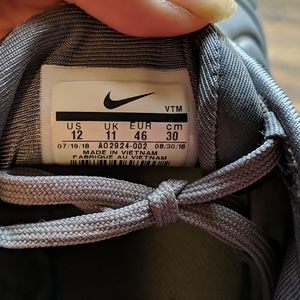 VTM
US UK EUR cm
12 11 46 30
07/19/18 AO2924-002 08/30/18
MADE IN VIETNAM
FABRIQUE AU VIETNAM